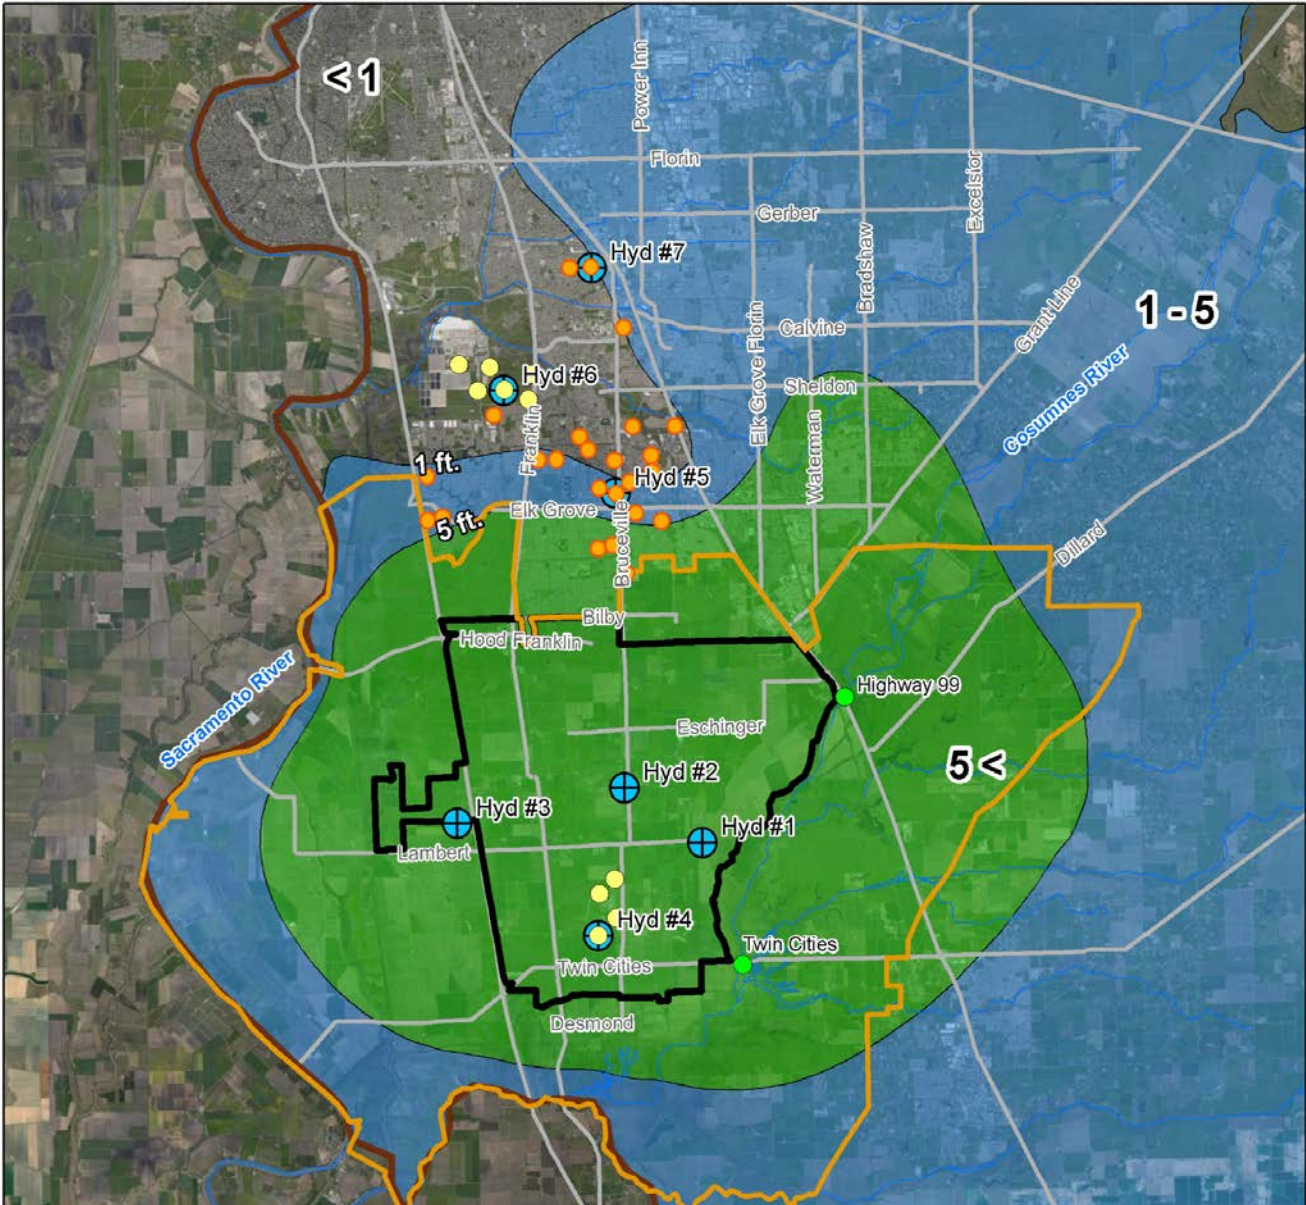 < 1
Power Inn
Florin
Excelsior
Gerber
Bradshaw
Hyd #7
Grant Line
1 - 5
Elk Grove Florin
Calvine
Hyd #6
Sheldon
Cosumnes River
Franklin
Waterman
1 ft.
Hyd #5
Elk Grove
5 ft.
Bruceville
Dillard
Bilby
Hood Franklin
Sacramento River
Highway 99
Eschinger
5 <
Hyd #2
Hyd #3
Hyd #1
Lambert
Hyd #4
Twin Cities
Twin Cities
Desmond